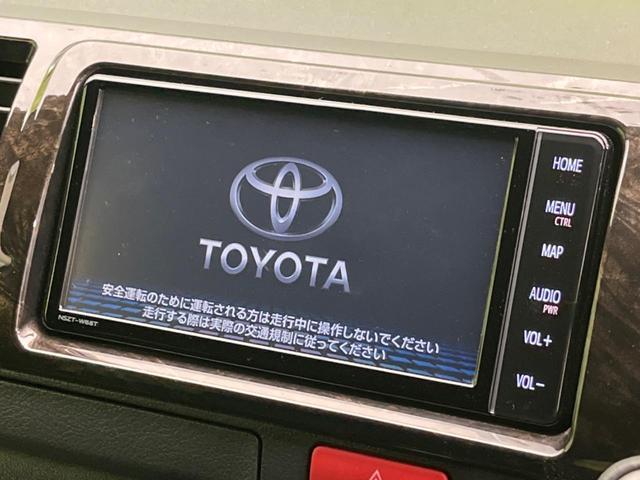 TOYOTA
安全運転のために運転される方は走行中に操作しないでください
走行する際は実際の交通規制に従ってください
NSZT-W68T
HOME
MENU
CTRL
MAP
AUDIO
PWR
VOL+
VOL-